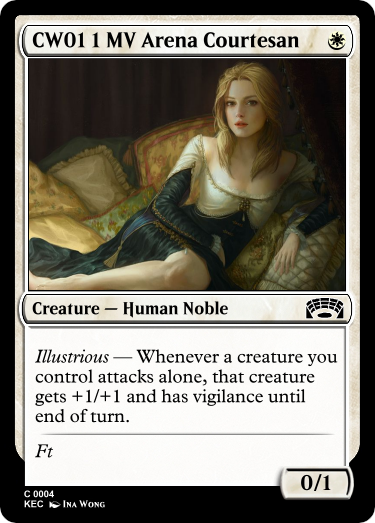 CW01 1 MV Arena Courtesan
Creature — Human Noble
Illustrious — Whenever a creature you
control attacks alone, that creature
gets +1/+1 and has vigilance until
end of turn.
Ft
0/1
C 0004
KEC Ina Wong